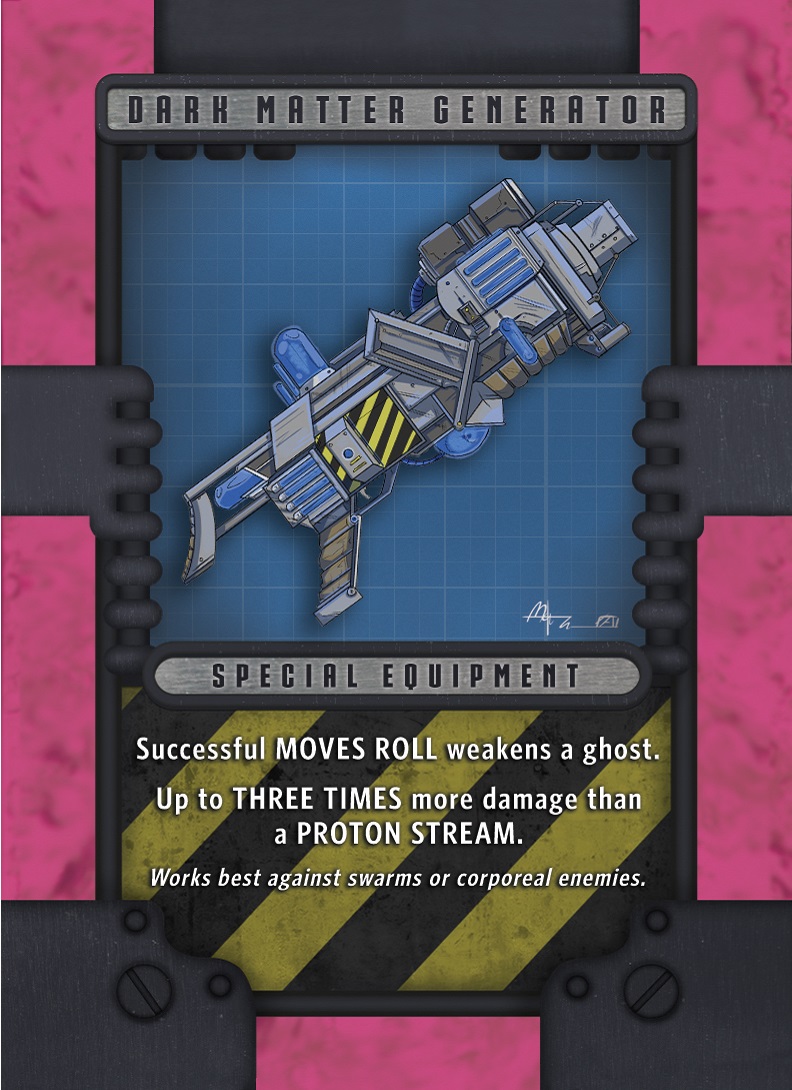 DARK MATTER GENERATOR
SPECIAL EQUIPMENT
Successful MOVES ROLL weakens a ghost.
Up to THREE TIMES more damage than
a PROTON STREAM.
Works best against swarms or corporeal enemies.